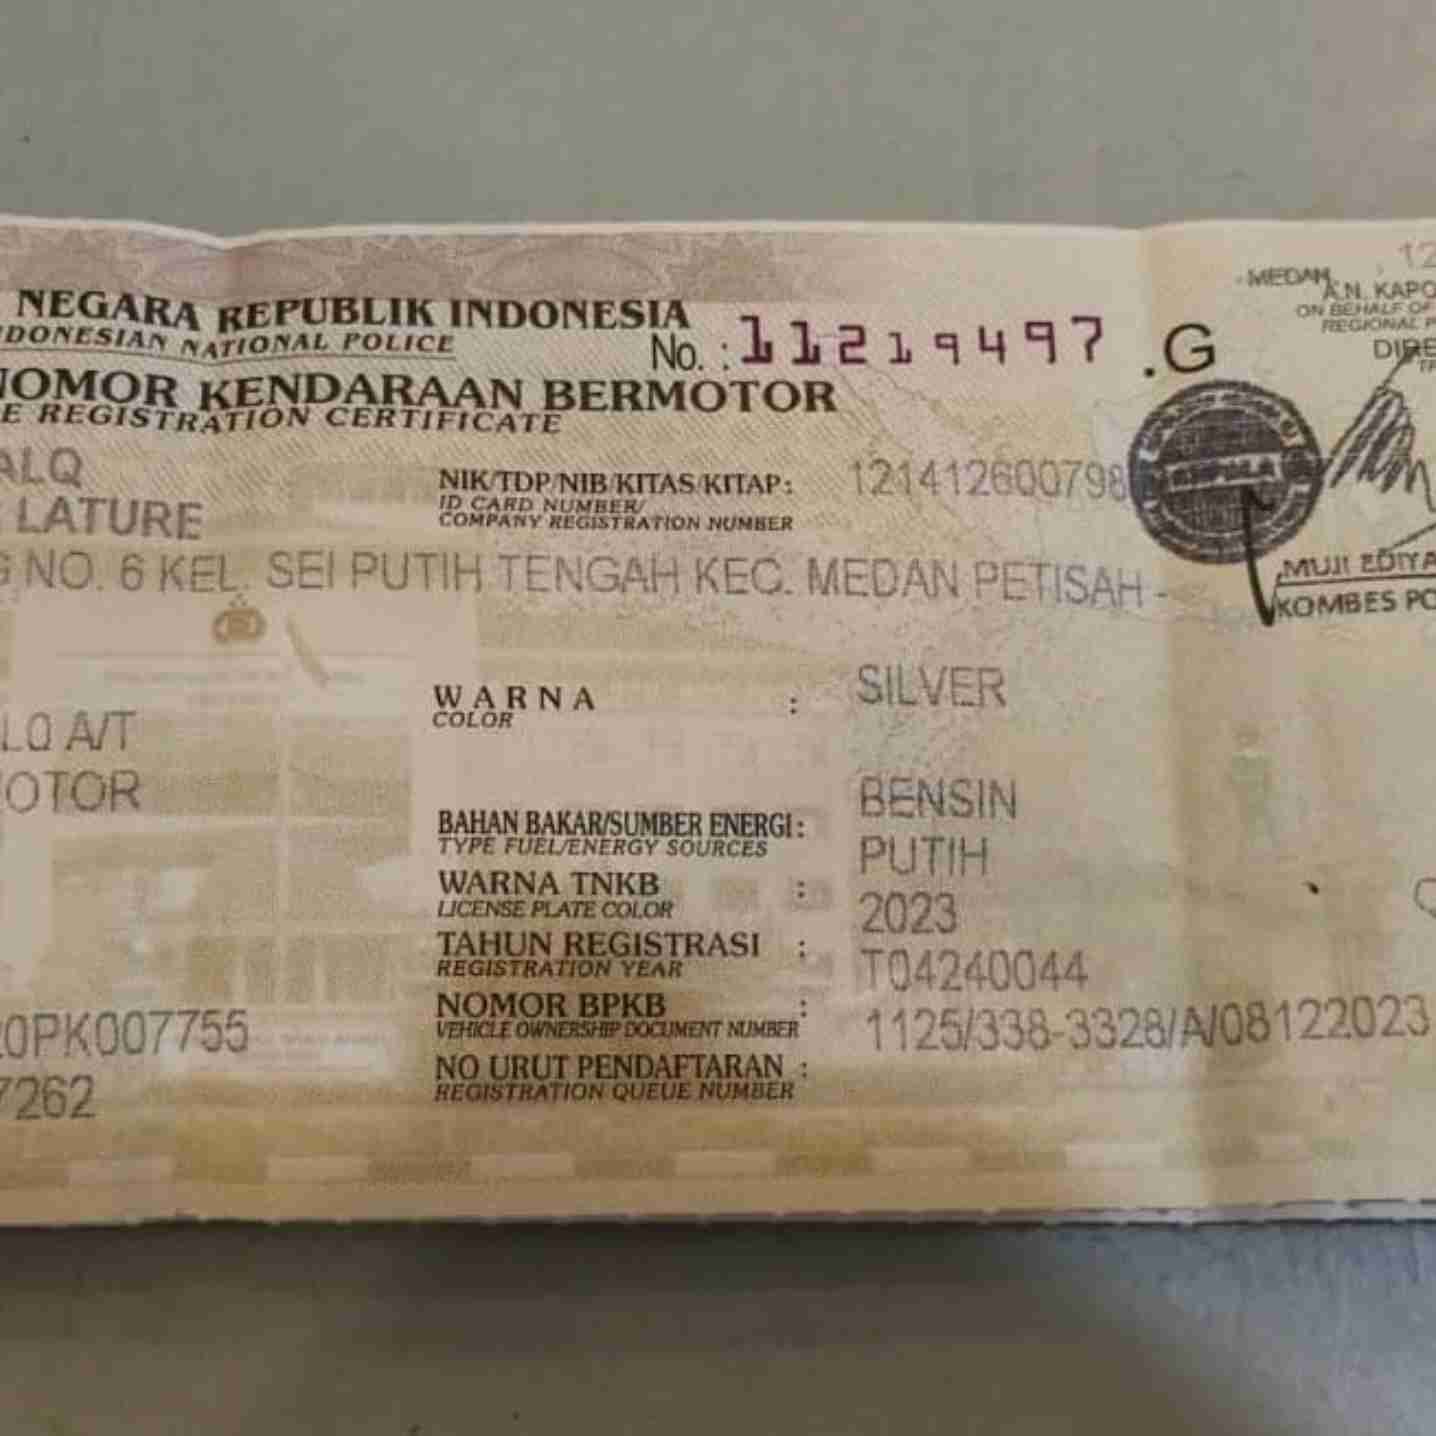 NEGARA REPUBLIK INDONESIA
INDONESIAN NATIONAL POLICE
No. : 11219497 .G
NOMOR KENDARAAN BERMOTOR
E REGISTRATION CERTIFICATE
ALQ
LATURE
NIK/TDP/NIB/KITAS/KITAP: 121412600798
ID CARD NUMBER/
COMPANY REGISTRATION NUMBER
G NO. 6 KEL. SEI PUTIH TENGAH KEC. MEDAN PETISAH -
WARNA : SILVER
COLOR
LQ A/T
OTOR
BAHAN BAKAR/SUMBER ENERGI: BENSIN
TYPE FUEL/ENERGY SOURCES
WARNA TNKB : PUTIH
LICENSE PLATE COLOR
TAHUN REGISTRASI : 2023
REGISTRATION YEAR
NOMOR BPKB : T04240044
VEHICLE OWNERSHIP DOCUMENT NUMBER
NO URUT PENDAFTARAN : 1125/338-3328/A/08122023
REGISTRATION QUEUE NUMBER
20PK007755
7262
MEDAN, 12
A.N. KAPO
ON BEHALF OF
REGIONAL P
DIRE
KEPALA
MUJI EDIYA
KOMBES PO